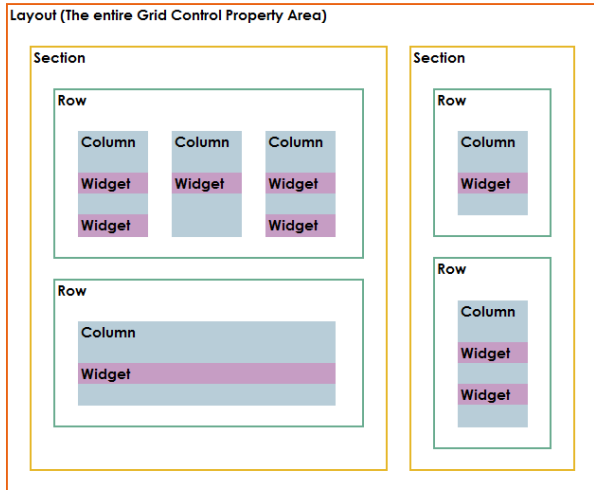 Layout (The entire Grid Control Property Area)
Section
Row
Column
Column
Column
Widget
Widget
Widget
Widget
Widget
Row
Column
Widget
Section
Row
Column
Widget
Row
Column
Widget
Widget